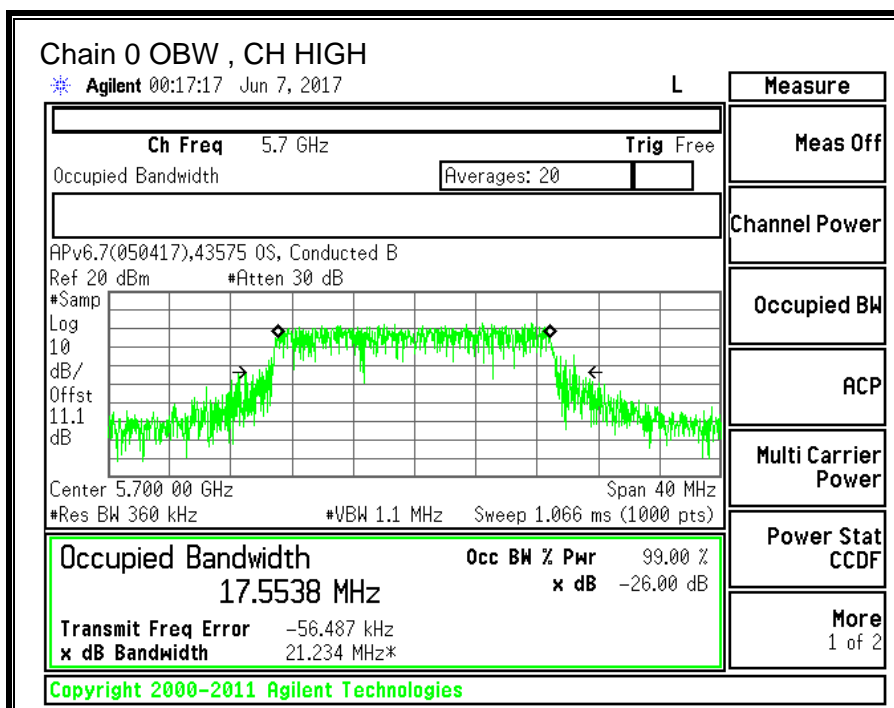 Chain 0 OBW , CH HIGH
Agilent 00:17:17 Jun 7, 2017 L
Measure
Ch Freq 5.7 GHz Trig Free
Occupied Bandwidth Averages: 20
APv6.7(050417),43575 OS, Conducted B
Ref 20 dBm #Atten 30 dB
#Samp
Log
10
dB/
Offst
11.1
dB
Center 5.700 00 GHz Span 40 MHz
#Res BW 360 kHz #VBW 1.1 MHz Sweep 1.066 ms (1000 pts)
Occupied Bandwidth Occ BW % Pwr 99.00 %
17.5538 MHz x dB -26.00 dB
Transmit Freq Error -56.487 kHz
x dB Bandwidth 21.234 MHz*
Copyright 2000-2011 Agilent Technologies
Meas Off
Channel Power
Occupied BW
ACP
Multi Carrier
Power
Power Stat
CCDF
More
1 of 2